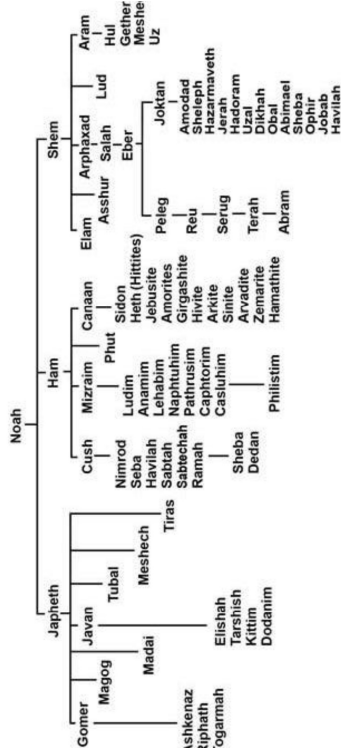 Noah
Japheth
Ham
Shem
Gomer
Magog
Madai
Javan
Tubal
Meshech
Tiras
Ashkenaz
tiphath
ogarmah
Elishah
Tarshish
Kittim
Dodanim
Cush
Mizraim
Phut
Canaan
Nimrod
Seba
Havilah
Sabtah
Sabtechah
Ramah
Sheba
Dedan
Ludim
Anamim
Lehabim
Naphtuhim
Pathrusim
Caphtorim
Casluhim
Philistim
Sidon
Heth (Hittites)
Jebusite
Amorites
Girgashite
Hivite
Arkite
Sinite
Arvadite
Zemarite
Hamathite
Elam
Asshur
Arphaxad
Lud
Aram
Salah
Eber
Hul
Gether
Meshe
Uz
Peleg
Joktan
Reu
Serug
Terah
Abram
Amodad
Sheleph
Hazarmaveth
Jerah
Hadoram
Uzal
Dikhah
Obal
Abimael
Sheba
Ophir
Jobab
Havilah